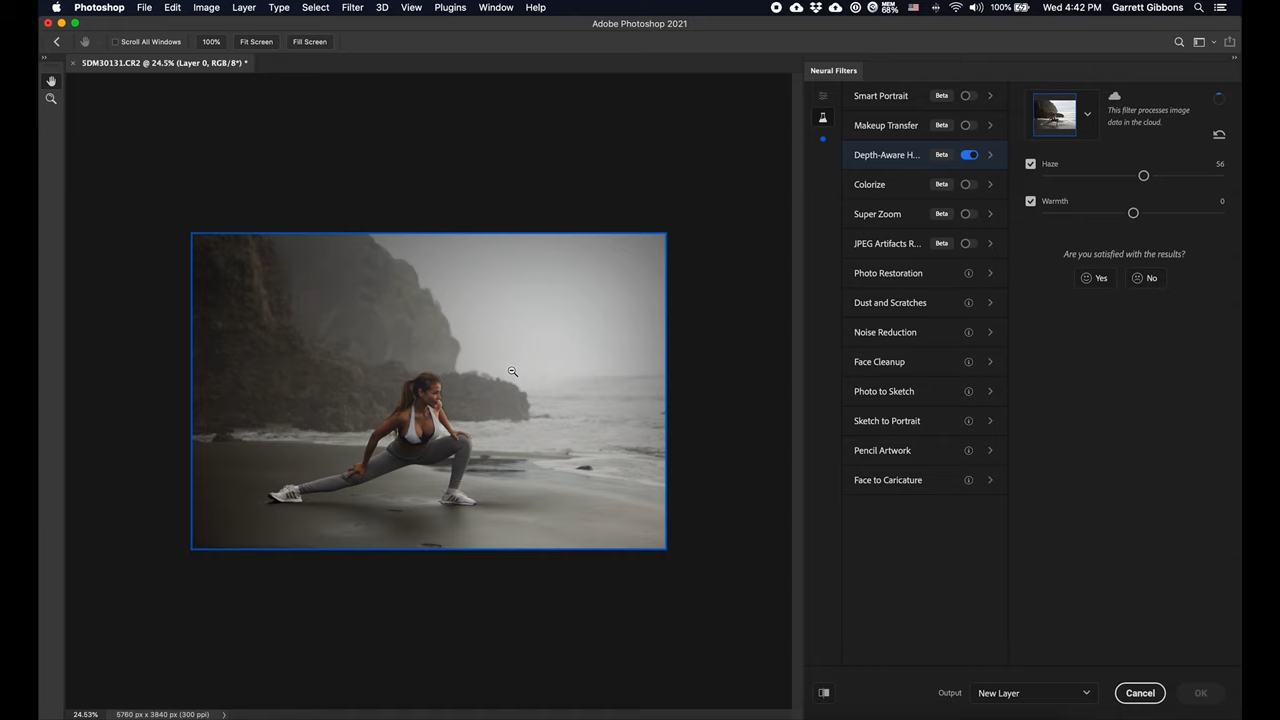 Photoshop File Edit Image Layer Type Select Filter 3D View Plugins Window Help MEM 68% 100% Wed 4:42 PM Garrett Gibbons
Adobe Photoshop 2021
Scroll All Windows 100% Fit Screen Fill Screen
5DM30131.CR2 @ 24.5% (Layer 0, RGB/8*) *
Neural Filters
Smart Portrait Beta
This filter processes image
data in the cloud.
Makeup Transfer Beta
Depth-Aware H... Beta
Haze 56
Colorize Beta
Warmth 0
Super Zoom Beta
JPEG Artifacts R... Beta
Are you satisfied with the results?
Yes No
Photo Restoration
Dust and Scratches
Noise Reduction
Face Cleanup
Photo to Sketch
Sketch to Portrait
Pencil Artwork
Face to Caricature
Output New Layer Cancel OK
24.53% 5760 px x 3840 px (300 ppi)